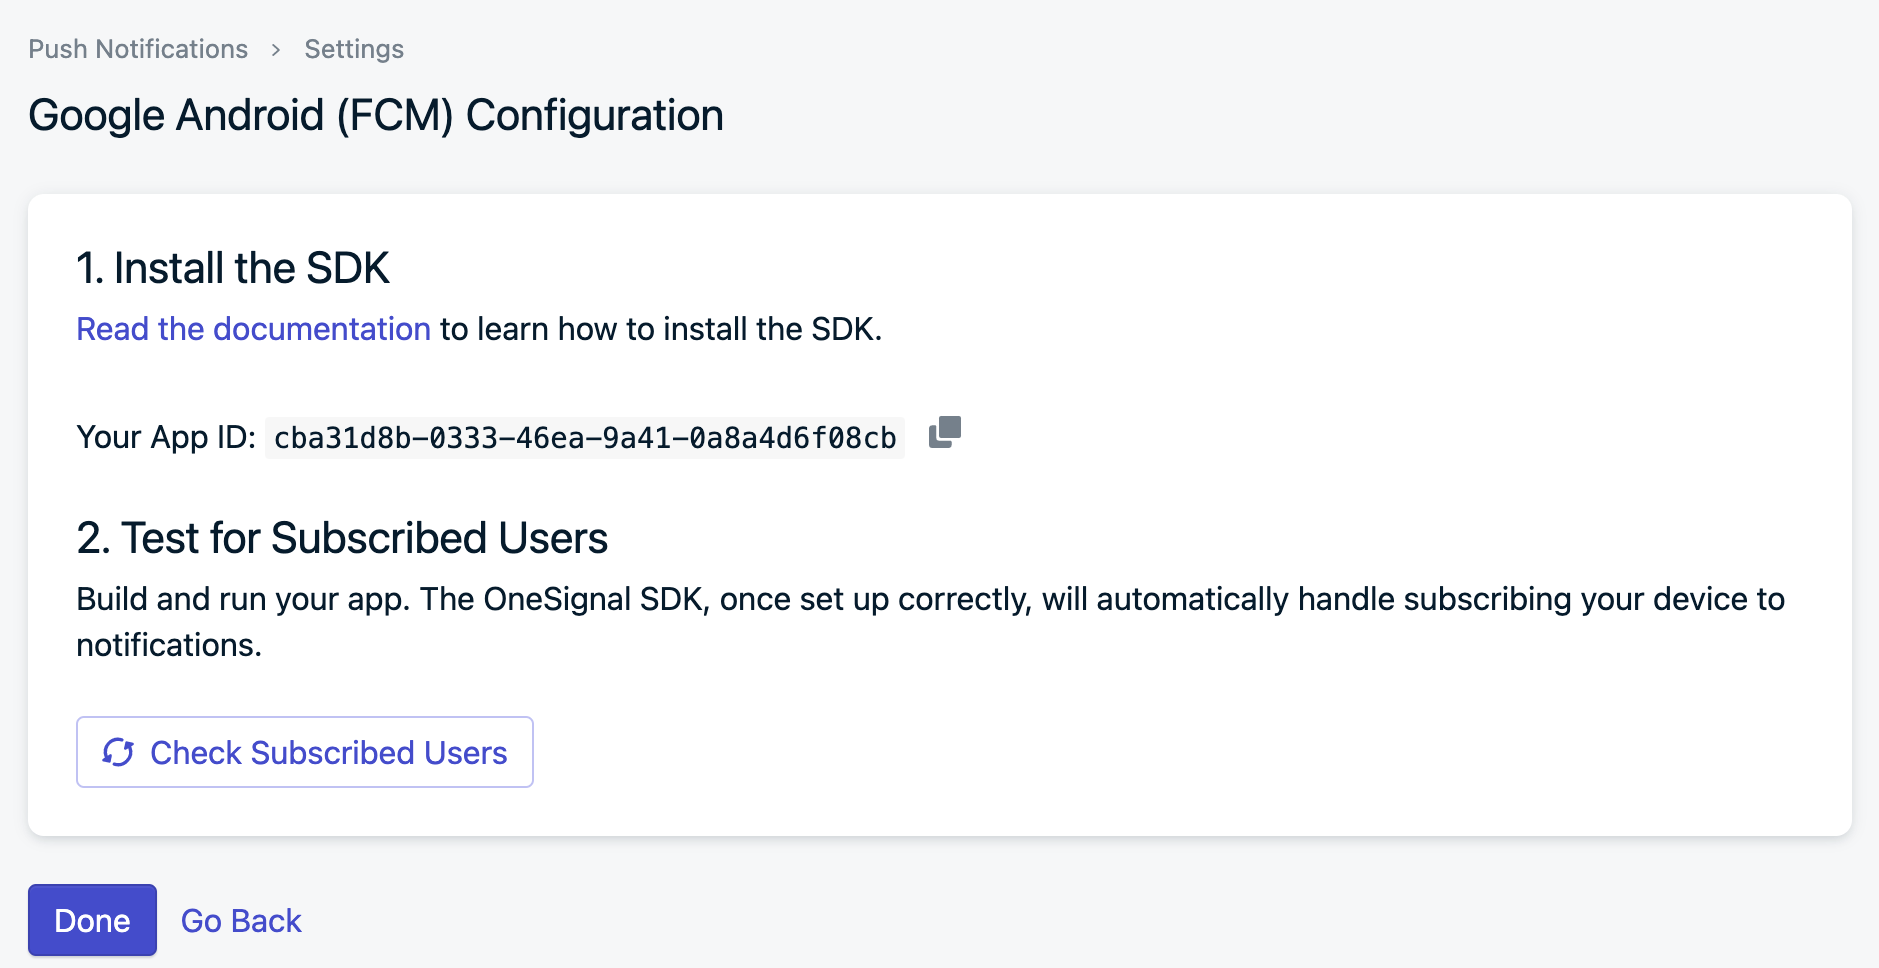 Push Notifications > Settings
Google Android (FCM) Configuration
1. Install the SDK
Read the documentation to learn how to install the SDK.
Your App ID: cba31d8b-0333-46ea-9a41-0a8a4d6f08cb
2. Test for Subscribed Users
Build and run your app. The OneSignal SDK, once set up correctly, will automatically handle subscribing your device to
notifications.
Check Subscribed Users
Done Go Back